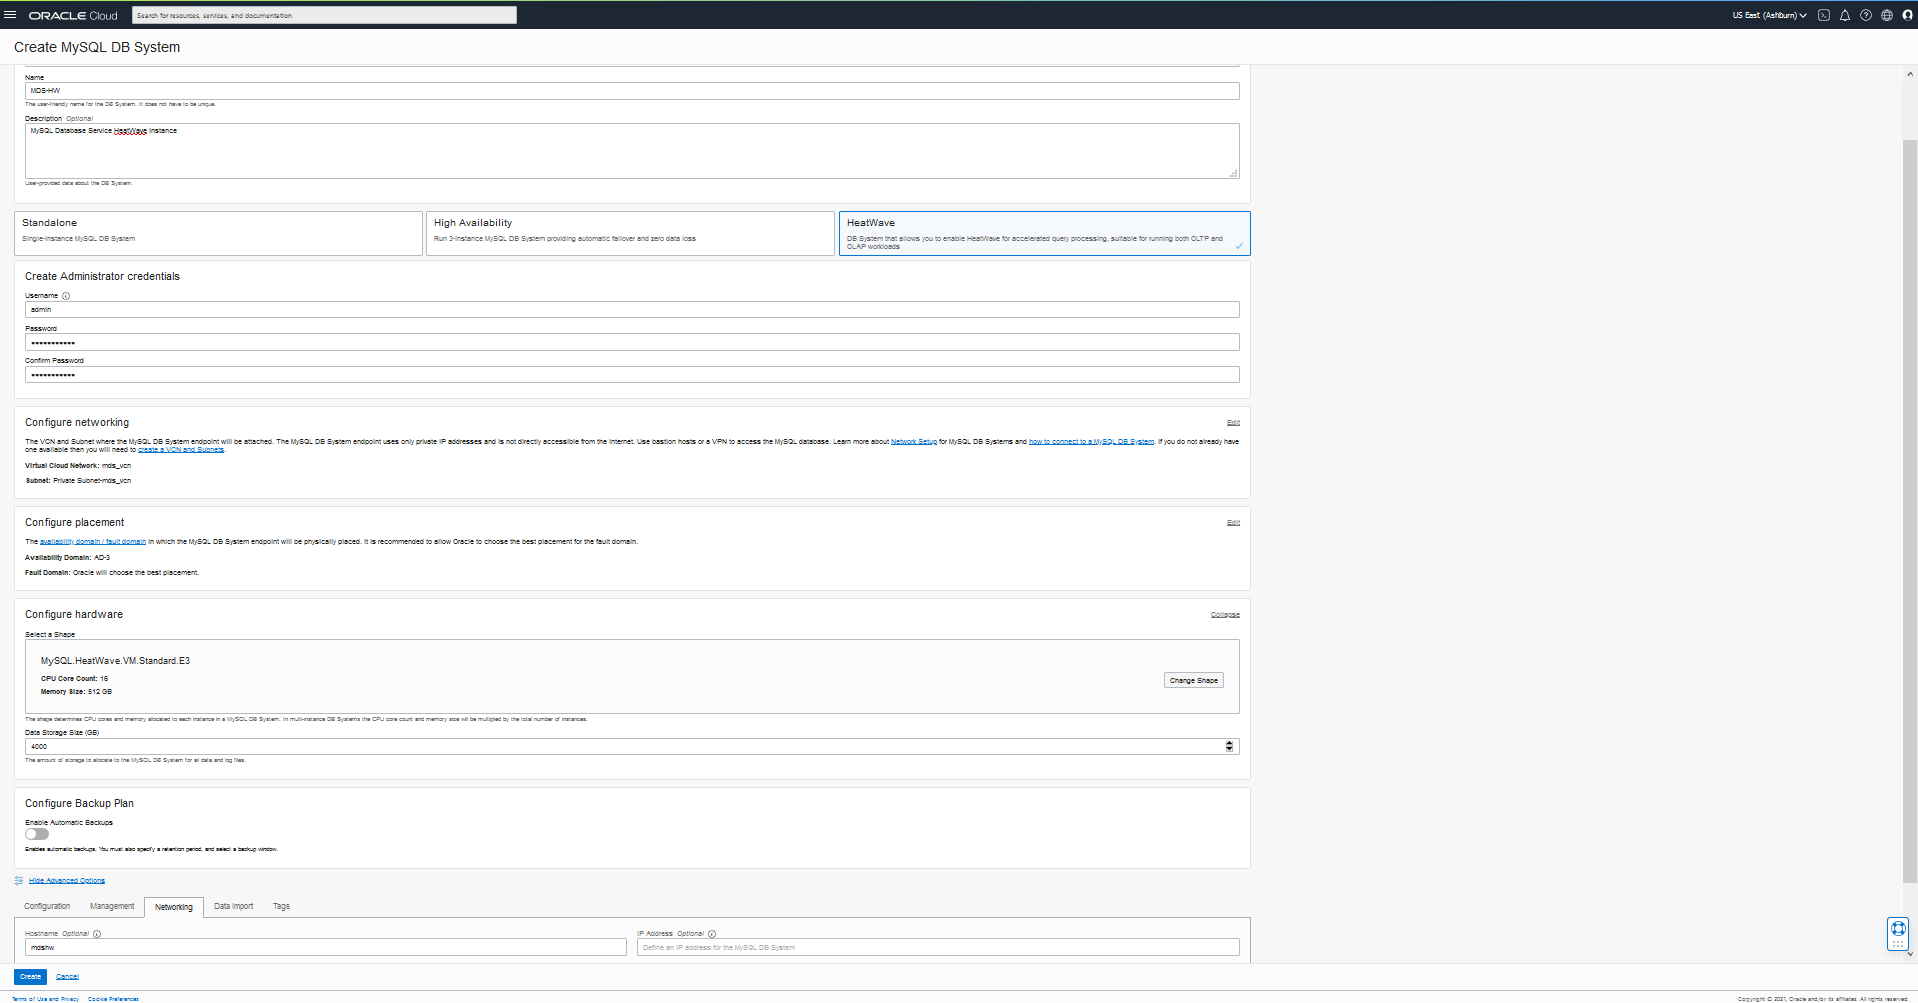 ORACLE Cloud
Search for resources, services, and documentation
US East (Ashburn)
Create MySQL DB System
Name
MDS-HW
The user-friendly name for the DB System. It does not have to be unique.
Description Optional
MySQL Database Service HeatWave instance
User-provided data about the DB System.
Standalone
Single-instance MySQL DB System
High Availability
Run 3-instance MySQL DB System providing automatic failover and zero data loss
HeatWave
DB System that allows you to enable HeatWave for accelerated query processing, suitable for running both OLTP and
OLAP workloads
Create Administrator credentials
Username
admin
Password
•••••••••••
Confirm Password
•••••••••••
Configure networking
Edit
The VCN and Subnet where the MySQL DB System endpoint will be attached. The MySQL DB System endpoint uses only private IP addresses and is not directly accessible from the internet. Use bastion hosts or a VPN to access the MySQL database. Learn more about Network Setup for MySQL DB Systems and how to connect to a MySQL DB System. If you do not already have
one available then you will need to create a VCN and Subnets.
Virtual Cloud Network: mds_vcn
Subnet: Private Subnet-mds_vcn
Configure placement
Edit
The availability domain / fault domain in which the MySQL DB System endpoint will be physically placed. It is recommended to allow Oracle to choose the best placement for the fault domain.
Availability Domain: AD-3
Fault Domain: Oracle will choose the best placement.
Configure hardware
Collapse
Select a Shape
MySQL.HeatWave.VM.Standard.E3
CPU Core Count: 16
Memory Size: 512 GB
Change Shape
The shape determines CPU cores and memory allocated to each instance in a MySQL DB System. In multi-instance DB Systems the CPU core count and memory size will be multiplied by the total number of instances.
Data Storage Size (GB)
4000
The amount of storage to allocate to the MySQL DB System for all data and log files.
Configure Backup Plan
Enable Automatic Backups
Enables automatic backups. You must also specify a retention period, and select a backup window.
Hide Advanced Options
Configuration Management Networking Data Import Tags
Hostname Optional
mdshw
IP Address Optional
Define an IP address for the MySQL DB System
Create Cancel
Terms of Use and Privacy Cookie Preferences
Copyright © 2021, Oracle and/or its affiliates. All rights reserved.